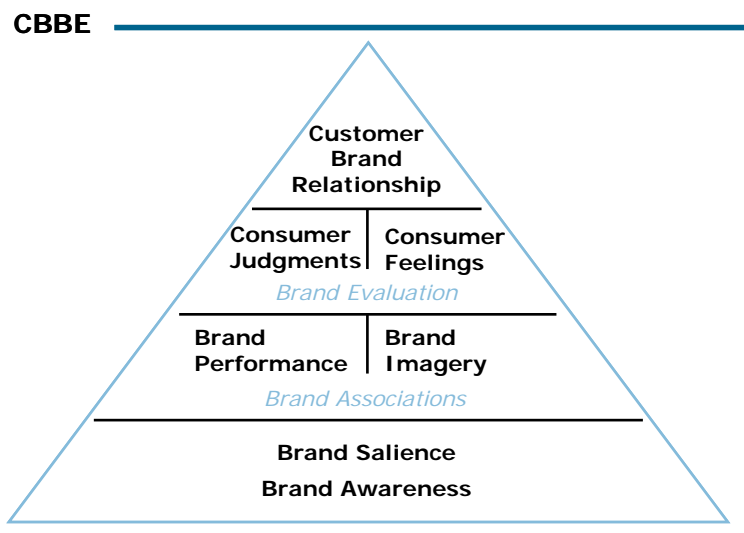 CBBE
Customer
Brand
Relationship
Consumer
Judgments
Consumer
Feelings
Brand Evaluation
Brand
Performance
Brand
Imagery
Brand Associations
Brand Salience
Brand Awareness